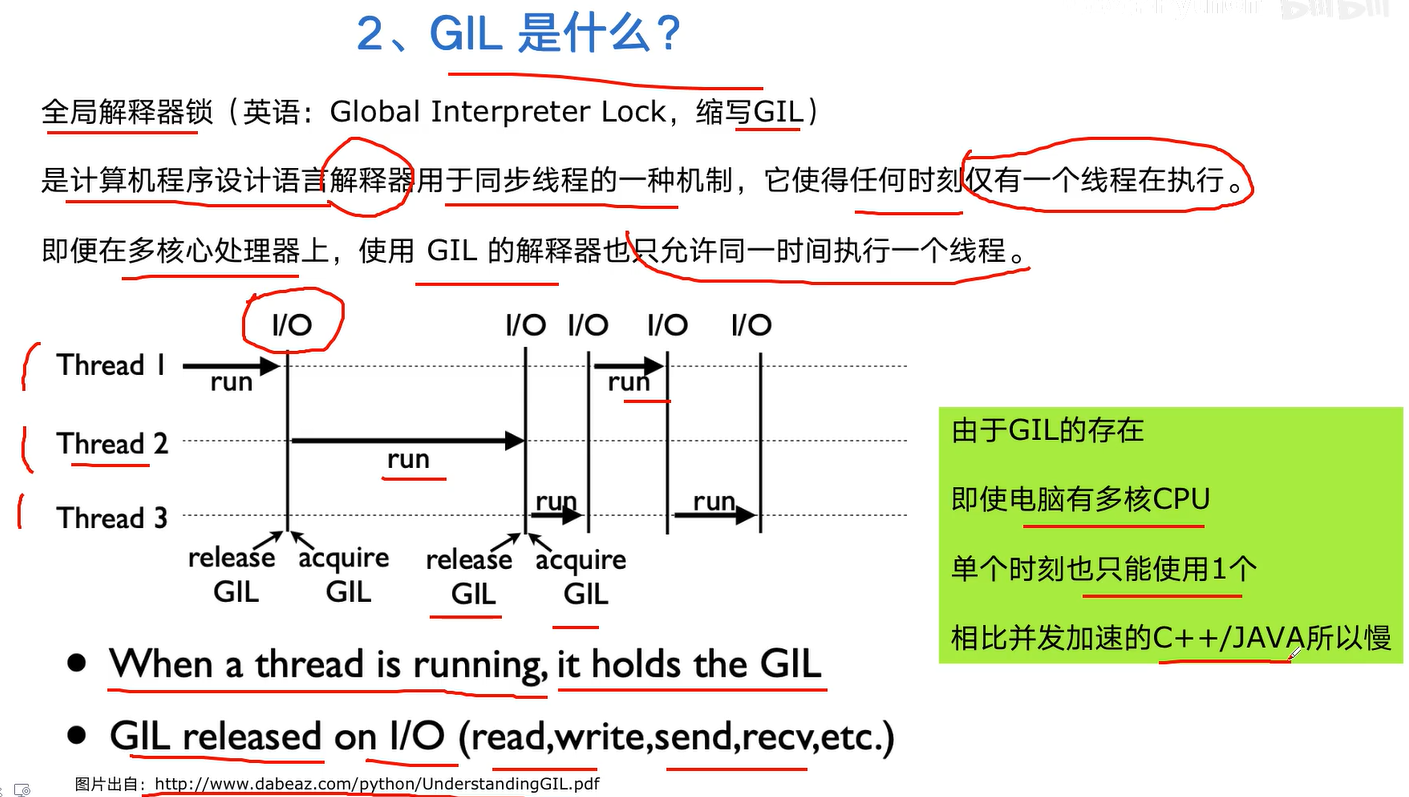 2、GIL 是什么？
全局解释器锁（英语：Global Interpreter Lock，缩写GIL）
是计算机程序设计语言解释器用于同步线程的一种机制，它使得任何时刻仅有一个线程在执行。
即便在多核心处理器上，使用 GIL 的解释器也只允许同一时间执行一个线程。
I/O I/O I/O I/O I/O
Thread 1
run run
Thread 2
run
Thread 3
run run
release GIL
acquire GIL
release GIL
acquire GIL
由于GIL的存在
即使电脑有多核CPU
单个时刻也只能使用1个
相比并发加速的C++/JAVA所以慢
• When a thread is running, it holds the GIL
• GIL released on I/O (read,write,send,recv,etc.)
图片出自：http://www.dabeaz.com/python/UnderstandingGIL.pdf